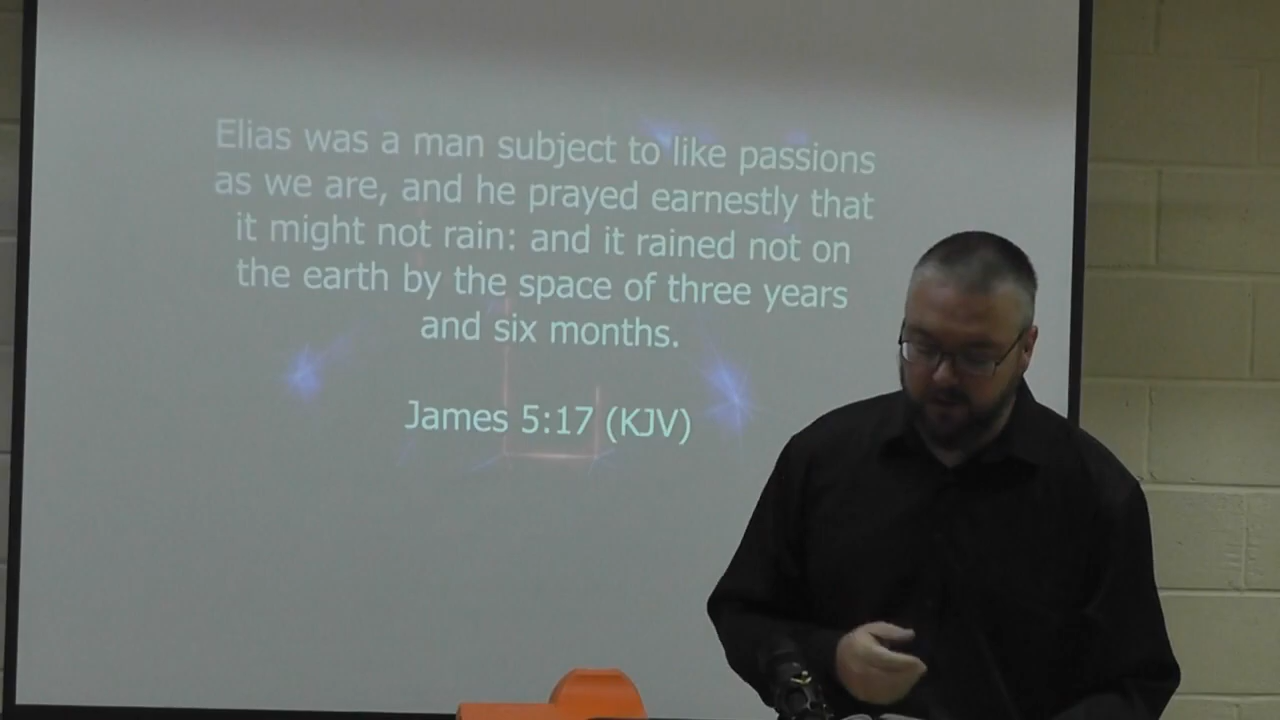 Elias was a man subject to like passions
as we are, and he prayed earnestly that
it might not rain: and it rained not on
the earth by the space of three years
and six months.
James 5:17 (KJV)